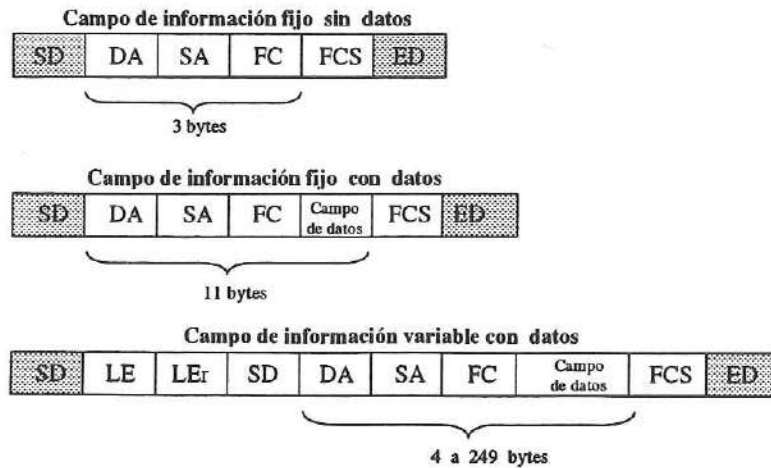 Campo de información fijo sin datos
SD DA SA FC FCS ED
3 bytes
Campo de información fijo con datos
SD DA SA FC Campo de datos FCS ED
11 bytes
Campo de información variable con datos
SD LE LEr SD DA SA FC Campo de datos FCS ED
4 a 249 bytes